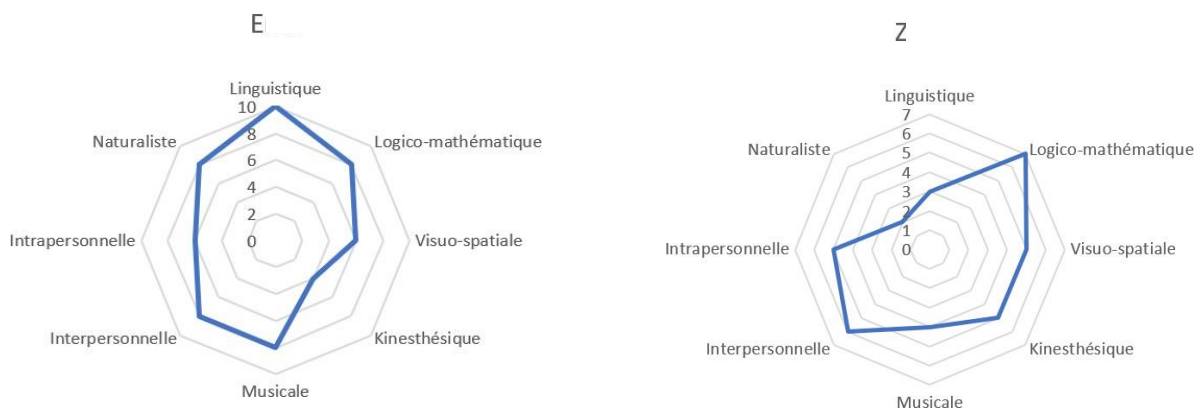 E
Linguistique
10
8
6
4
2
0
Naturaliste
Logico-mathématique
Intrapersonnelle
Visuo-spatiale
Interpersonnelle
Kinesthésique
Musicale
Z
Linguistique
7
6
5
4
3
2
1
0
Naturaliste
Logico-mathématique
Intrapersonnelle
Visuo-spatiale
Interpersonnelle
Kinesthésique
Musicale